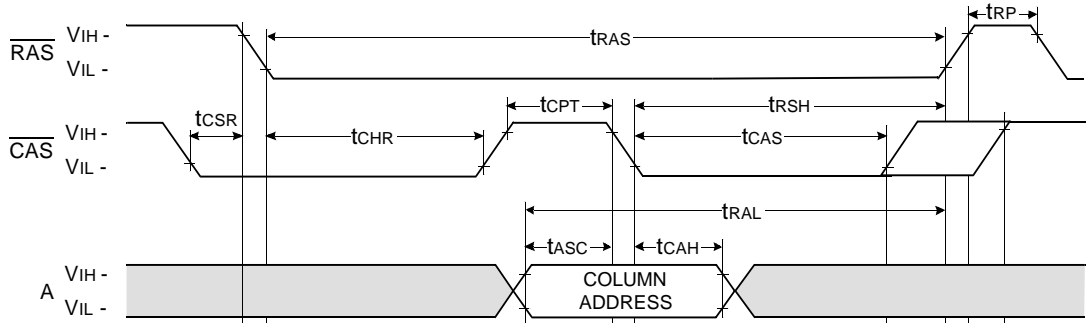 tRP
RAS VIH -
VIL -
tRAS
tCSR
tCPT
tRSH
CAS VIH -
VIL -
tCHR
tCAS
tRAL
tASC
tCAH
A VIH -
VIL -
COLUMN
ADDRESS